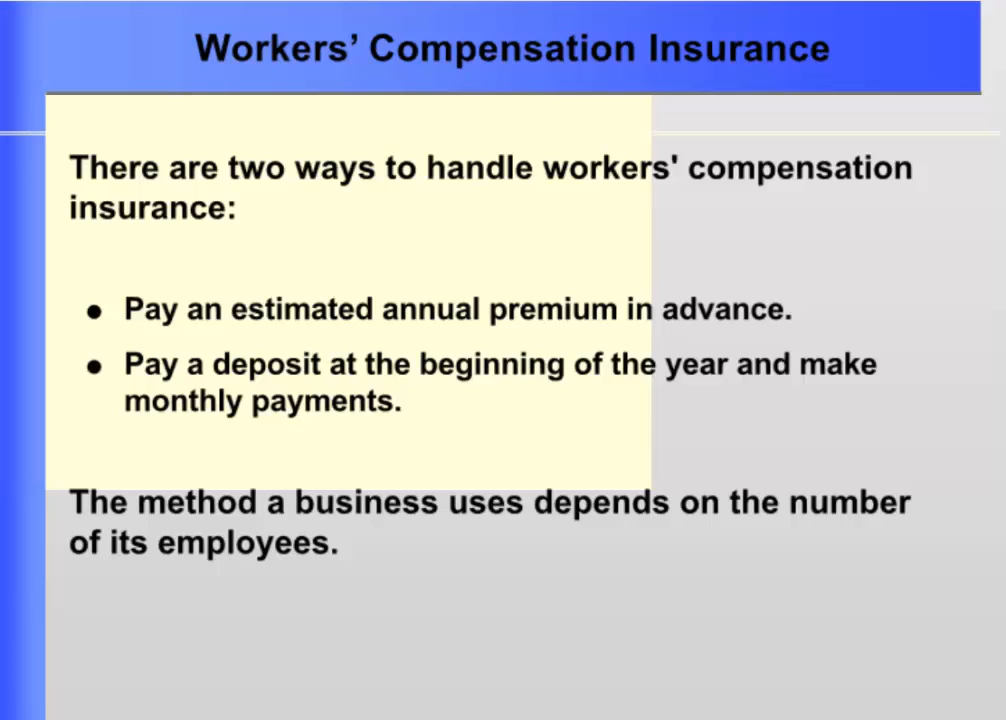 Workers’ Compensation Insurance
There are two ways to handle workers' compensation
insurance:
● Pay an estimated annual premium in advance.
● Pay a deposit at the beginning of the year and make
monthly payments.
The method a business uses depends on the number
of its employees.